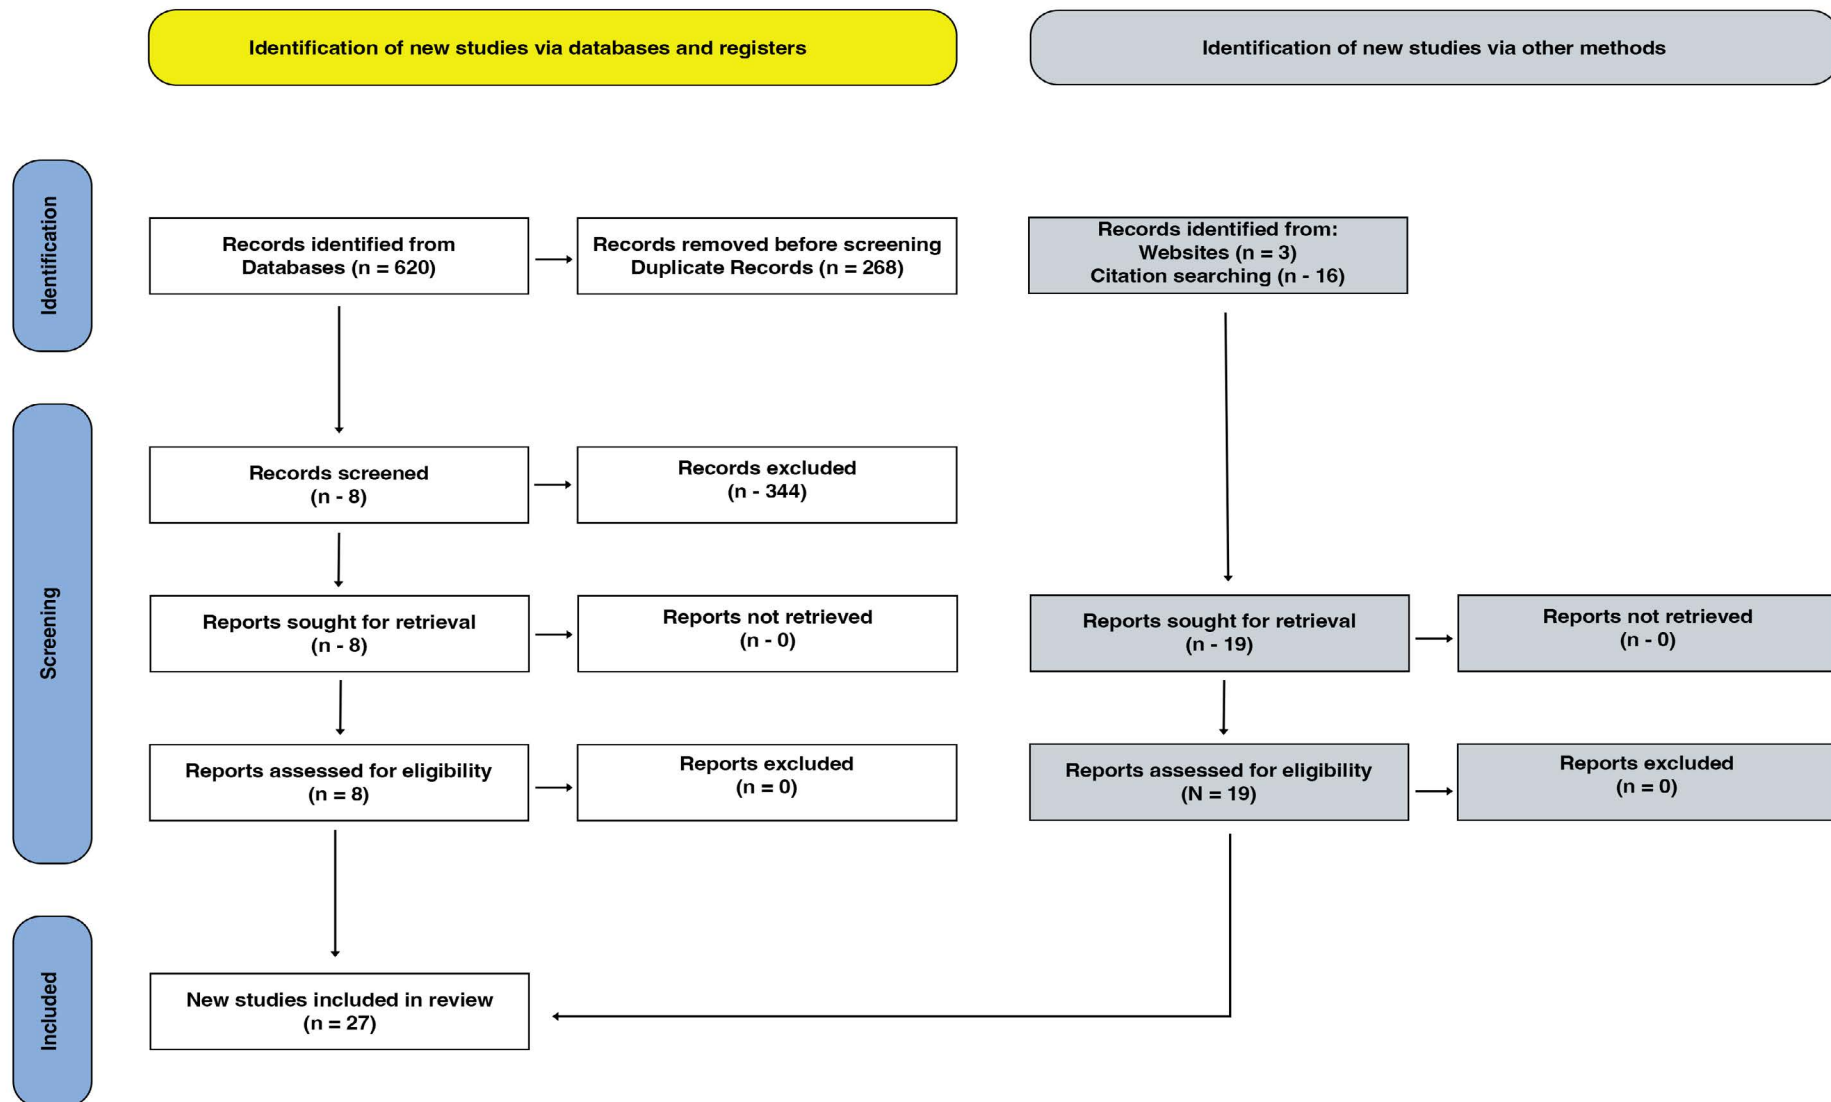 Identification of new studies via databases and registers
Identification of new studies via other methods
Identification
Records identified from
Databases (n = 620)
Records removed before screening
Duplicate Records (n = 268)
Records identified from:
Websites (n = 3)
Citation searching (n - 16)
Screening
Records screened
(n - 8)
Records excluded
(n - 344)
Reports sought for retrieval
(n - 8)
Reports not retrieved
(n - 0)
Reports sought for retrieval
(n - 19)
Reports not retrieved
(n - 0)
Reports assessed for eligibility
(n = 8)
Reports excluded
(n = 0)
Reports assessed for eligibility
(N = 19)
Reports excluded
(n = 0)
Included
New studies included in review
(n = 27)